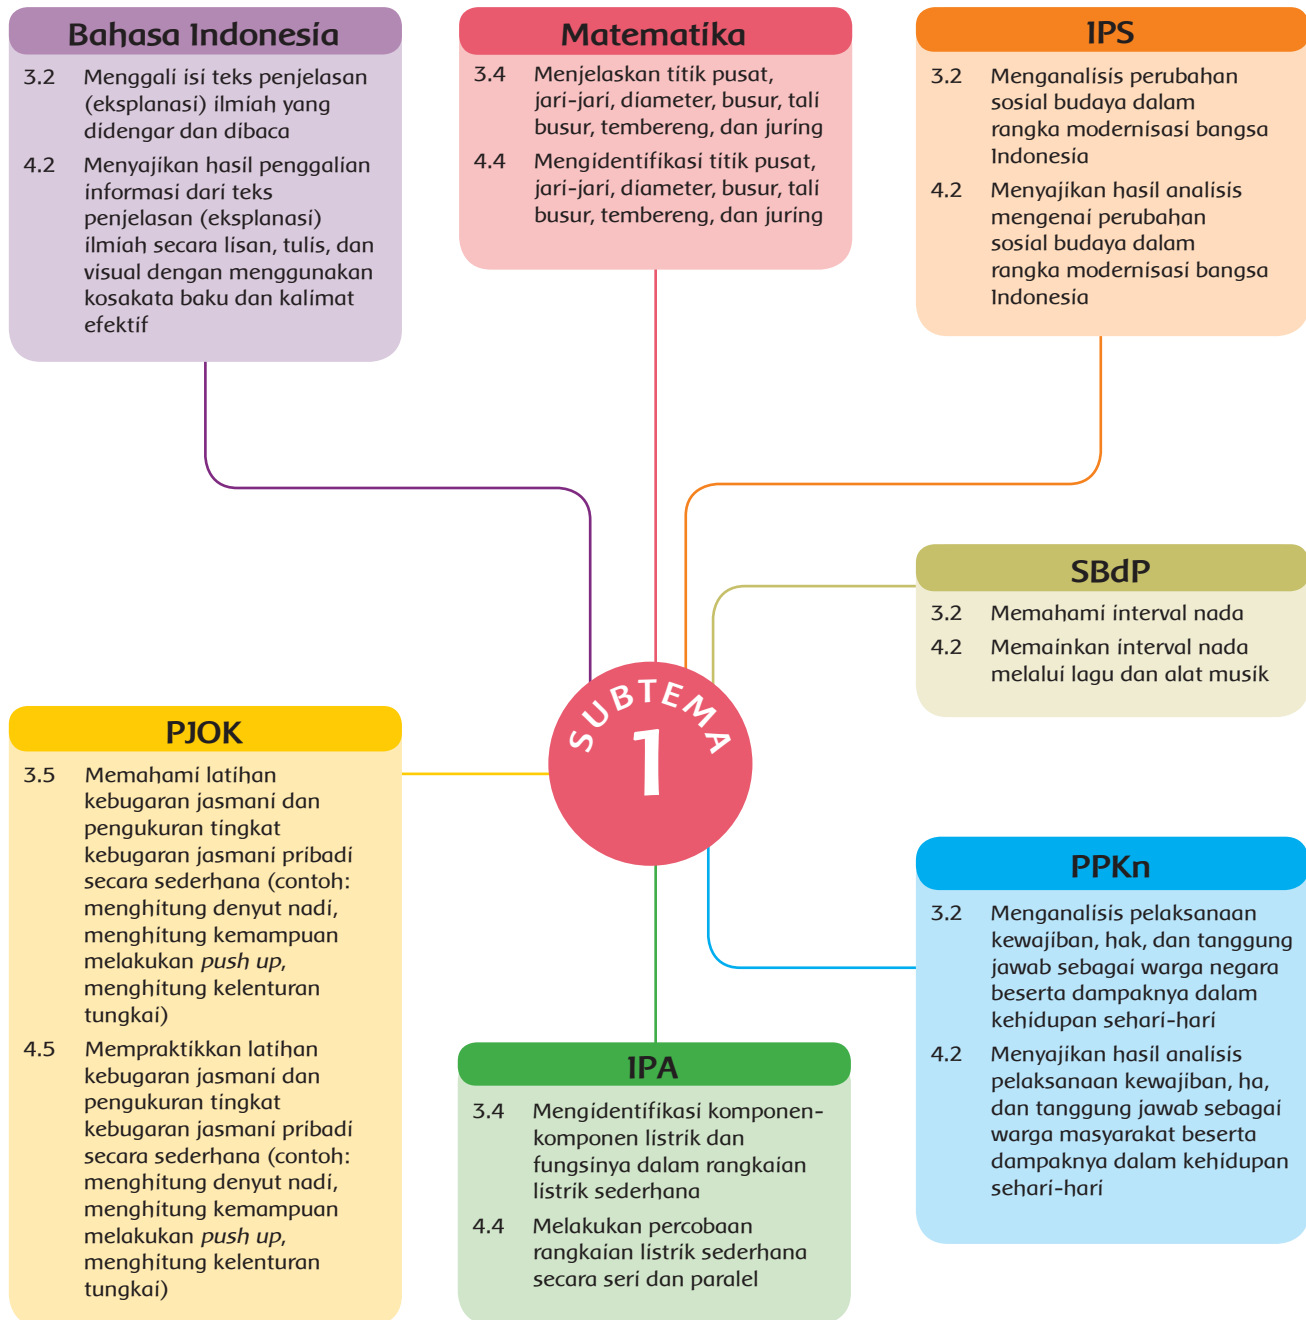 Bahasa Indonesia
3.2 Menggali isi teks penjelasan
(eksplanasi) ilmiah yang
didengar dan dibaca
4.2 Menyajikan hasil penggalian
informasi dari teks
penjelasan (eksplanasi)
ilmiah secara lisan, tulis, dan
visual dengan menggunakan
kosakata baku dan kalimat
efektif
Matematika
3.4 Menjelaskan titik pusat,
jari-jari, diameter, busur, tali
busur, tembereng, dan juring
4.4 Mengidentifikasi titik pusat,
jari-jari, diameter, busur, tali
busur, tembereng, dan juring
IPS
3.2 Menganalisis perubahan
sosial budaya dalam
rangka modernisasi bangsa
Indonesia
4.2 Menyajikan hasil analisis
mengenai perubahan
sosial budaya dalam
rangka modernisasi bangsa
Indonesia
SBdP
3.2 Memahami interval nada
4.2 Memainkan interval nada
melalui lagu dan alat musik
SUBTEMA
1
PJOK
3.5 Memahami latihan
kebugaran jasmani dan
pengukuran tingkat
kebugaran jasmani pribadi
secara sederhana (contoh:
menghitung denyut nadi,
menghitung kemampuan
melakukan push up,
menghitung kelenturan
tungkai)
4.5 Mempraktikkan latihan
kebugaran jasmani dan
pengukuran tingkat
kebugaran jasmani pribadi
secara sederhana (contoh:
menghitung denyut nadi,
menghitung kemampuan
melakukan push up,
menghitung kelenturan
tungkai)
IPA
3.4 Mengidentifikasi komponen-
komponen listrik dan
fungsinya dalam rangkaian
listrik sederhana
4.4 Melakukan percobaan
rangkaian listrik sederhana
secara seri dan paralel
PPKn
3.2 Menganalisis pelaksanaan
kewajiban, hak, dan tanggung
jawab sebagai warga negara
beserta dampaknya dalam
kehidupan sehari-hari
4.2 Menyajikan hasil analisis
pelaksanaan kewajiban, ha,
dan tanggung jawab sebagai
warga masyarakat beserta
dampaknya dalam kehidupan
sehari-hari